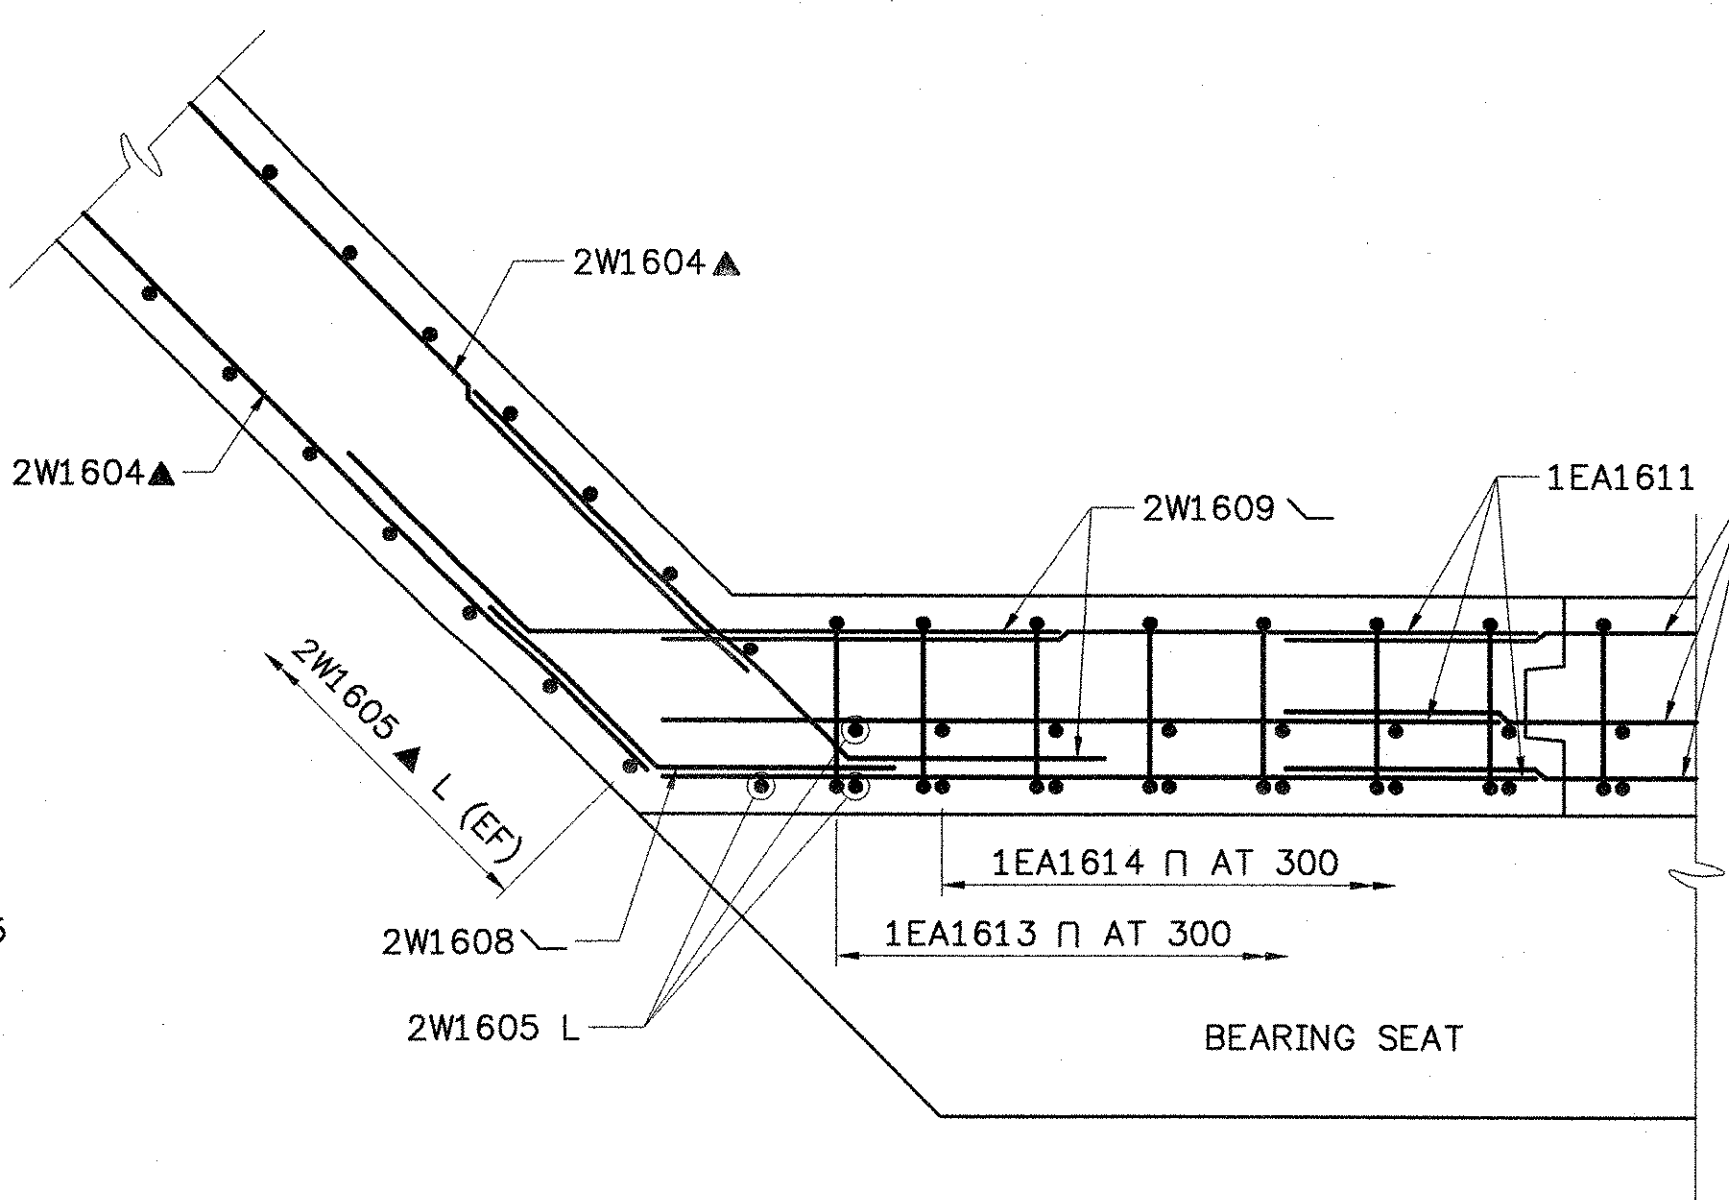 2W1604▲
2W1604▲
1EA1611
2W1609
2W1605 ▲ L (EF)
1EA1614 ⊓ AT 300
1EA1613 ⊓ AT 300
2W1608
2W1605 L
BEARING SEAT